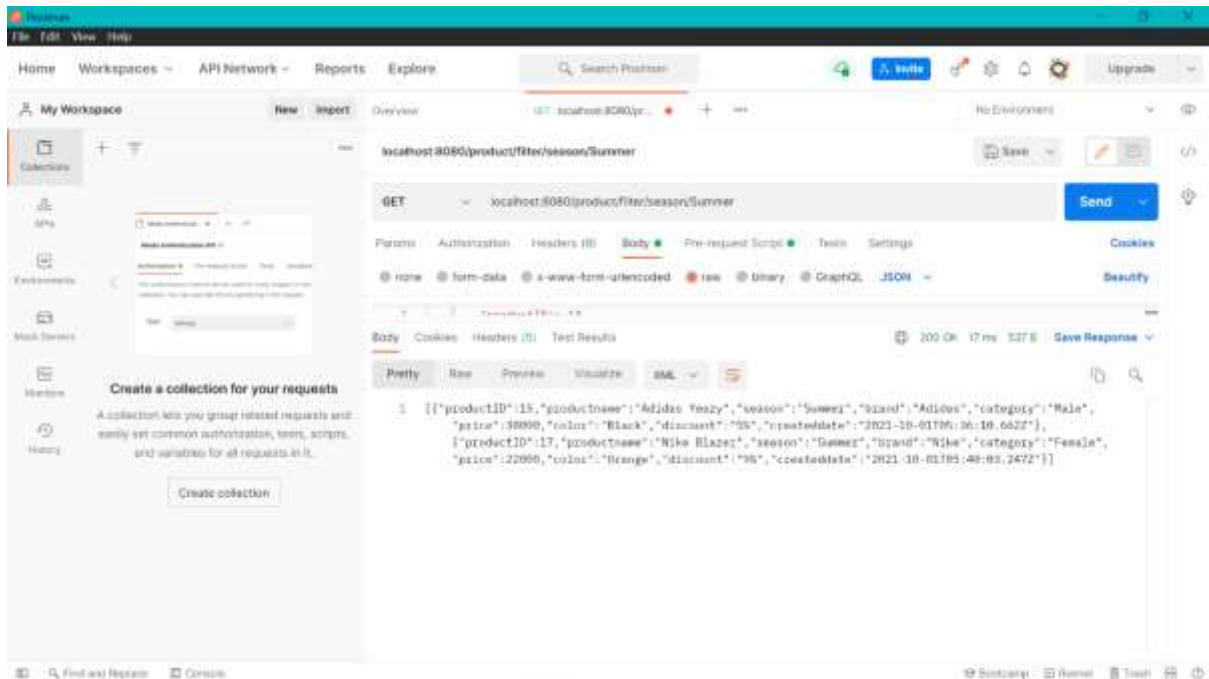 Postman
File Edit View Help
Home Workspaces API Network Reports Explore
Search Postman
Invite
Upgrade
My Workspace
New Import
Overview
GET localhost:8080/pr...
No Environment
Collections
APIs
Environments
Mock Servers
Monitors
History
Create a collection for your requests
A collection lets you group related requests and
easily set common authorization, tests, scripts,
and variables for all requests in it.
Create collection
localhost:8080/product/filter/season/Summer
Save
GET localhost:8080/product/filter/season/Summer
Send
Params Authorization Headers (8) Body Pre-request Script Tests Settings
Cookies
none form-data x-www-form-urlencoded raw binary GraphQL JSON
Beautify
Body Cookies Headers (5) Test Results
200 OK 17 ms 537 B Save Response
Pretty Raw Preview Visualize XML
1 [{"productID":15,"productname":"Adidas Yeezy","season":"Summer","brand":"Adidas","category":"Male",
"price":30000,"color":"Black","discount":"5%","createddate":"2021-10-01T05:36:10.662Z"},
{"productID":17,"productname":"Nike Blazer","season":"Summer","brand":"Nike","category":"Female",
"price":22000,"color":"Orange","discount":"9%","createddate":"2021-10-01T05:40:03.247Z"}]
Find and Replace Console
Bootcamp Runner Trash